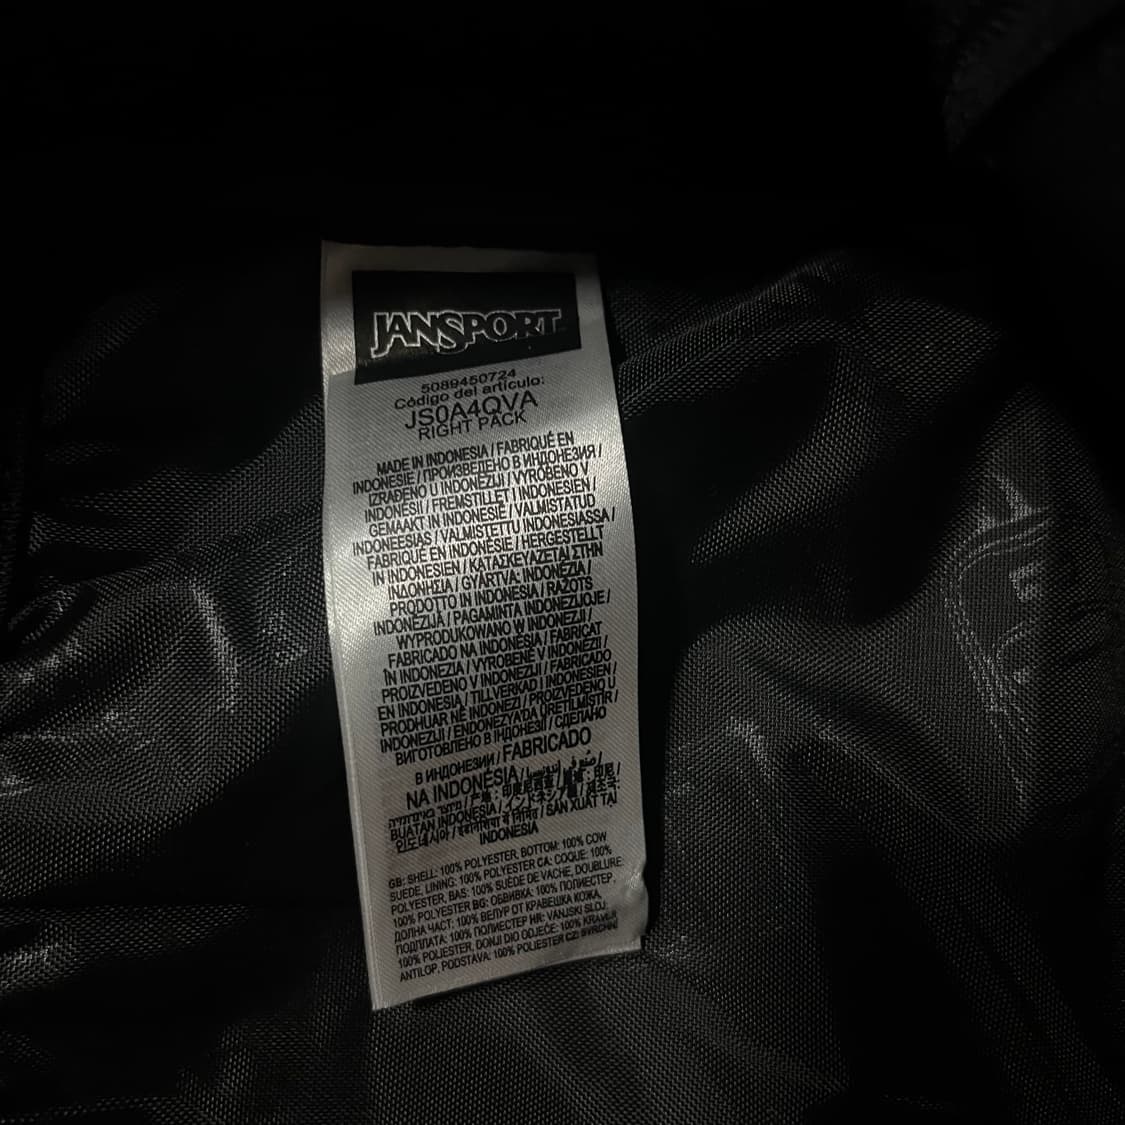 JANSPORT
5089450724
Código del artículo:
JS0A4QVA
RIGHT PACK
MADE IN INDONESIA / FABRIQUÉ EN
INDONESIE / ПРОИЗВЕДЕНО В ИНДОНЕЗИЯ /
IZRAĐENO U INDONEZIJI / VYROBENO V
INDONÉSII / FREMSTILLET I INDONESIEN /
GEMAAKT IN INDONESIË / VALMISTATUD
INDONEESIAS / VALMISTETTU INDONESIASSA /
FABRIQUÉ EN INDONÉSIE / HERGESTELLT
IN INDONESIEN / ΚΑΤΑΣΚΕΥΑΖΕΤΑΙ ΣΤΗΝ
ΙΝΔΟΝΗΣΙΑ / GYÁRTVA: INDONÉZIA /
PRODOTTO IN INDONESIA / RAŽOTS
INDONĒZIJĀ / PAGAMINTA INDONEZIJOJE /
WYPRODUKOWANO W INDONEZJI /
FABRICADO NA INDONÉSIA / FABRICAT
ÎN INDONEZIA / VYROBENÉ V INDONÉZII /
PROIZVEDENO V INDONEZIJI / FABRICADO
EN INDONESIA / TILLVERKAD I INDONESIEN /
PRODHUAR NË INDONEZI / PROIZVEDENO U
INDONEZIJI / ENDONEZYA'DA ÜRETİLMİŞTİR /
ВИГОТОВЛЕНО В ІНДОНЕЗІЇ / СДЕЛАНО
В ИНДОНЕЗИИ / FABRICADO
NA INDONÉSIA /
BUATAN INDONESIA / インドネシア製 /
인도네시아 / इंडोनेशिया में निर्मित / SẢN XUẤT TẠI
INDONESIA
GB: SHELL: 100% POLYESTER, BOTTOM: 100% COW
SUEDE, LINING: 100% POLYESTER CA: COQUE: 100%
POLYESTER, BAS: 100% SUÈDE DE VACHE, DOUBLURE:
100% POLYESTER BG: ОБВИВКА: 100% ПОЛИЕСТЕР,
ДОЛНА ЧАСТ: 100% ВЕЛУР ОТ КРАВЕШКА КОЖА,
ПОДПЛАТА: 100% ПОЛИЕСТЕР HR: VANJSKI SLOJ:
100% POLIESTER, DONJI DIO ODJEĆE: 100% KRAVLJI
ANTILOP, PODSTAVA: 100% POLIESTER CZ: SVRCHNÍ